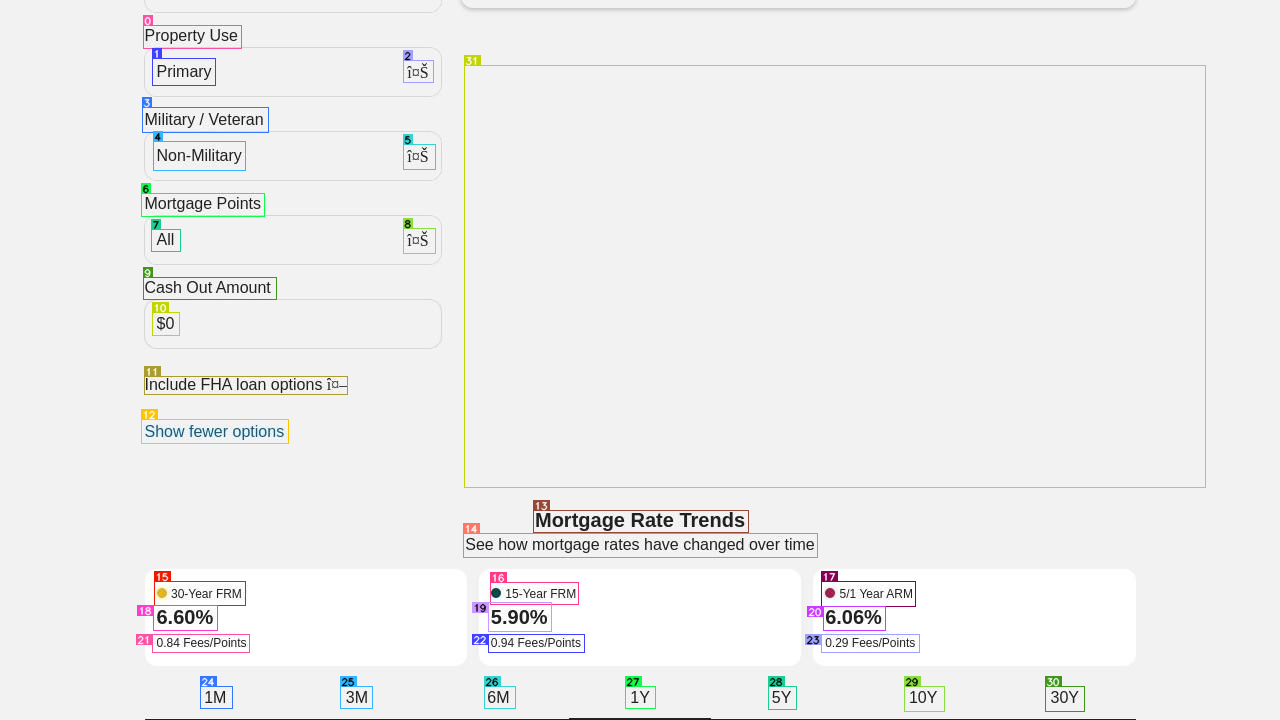 Property Use
Primary
î¤Š
Military / Veteran
Non-Military
î¤Š
Mortgage Points
All
î¤Š
Cash Out Amount
$0
Include FHA loan options î¤–
Show fewer options
Mortgage Rate Trends
See how mortgage rates have changed over time
30-Year FRM
6.60%
0.84 Fees/Points
15-Year FRM
5.90%
0.94 Fees/Points
5/1 Year ARM
6.06%
0.29 Fees/Points
1M 3M 6M 1Y 5Y 10Y 30Y
0
1
2
3
4
5
6
7
8
9
10
11
12
13
14
15
16
17
18
19
20
21
22
23
24
25
26
27
28
29
30
31